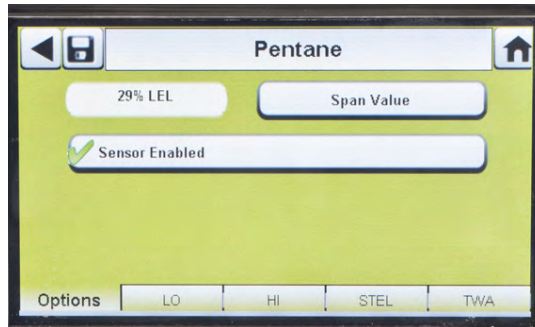 Pentane
29% LEL
Span Value
Sensor Enabled
Options
LO
HI
STEL
TWA